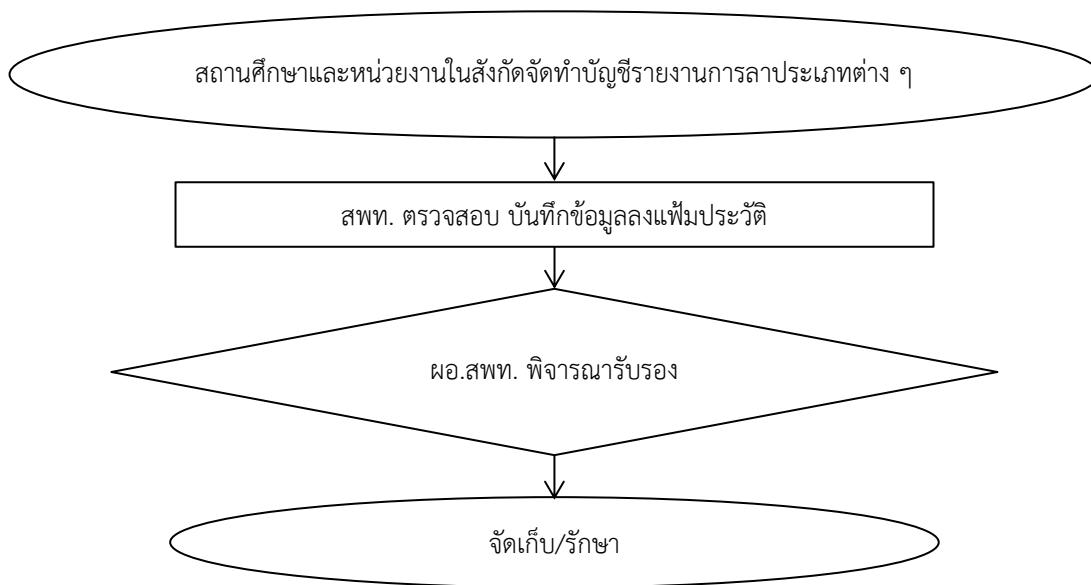 สถานศึกษาและหน่วยงานในสังกัดจัดทำบัญชีรายงานการลาประเภทต่าง ๆ
สพท. ตรวจสอบ บันทึกข้อมูลลงแฟ้มประวัติ
ผอ.สพท. พิจารณารับรอง
จัดเก็บ/รักษา